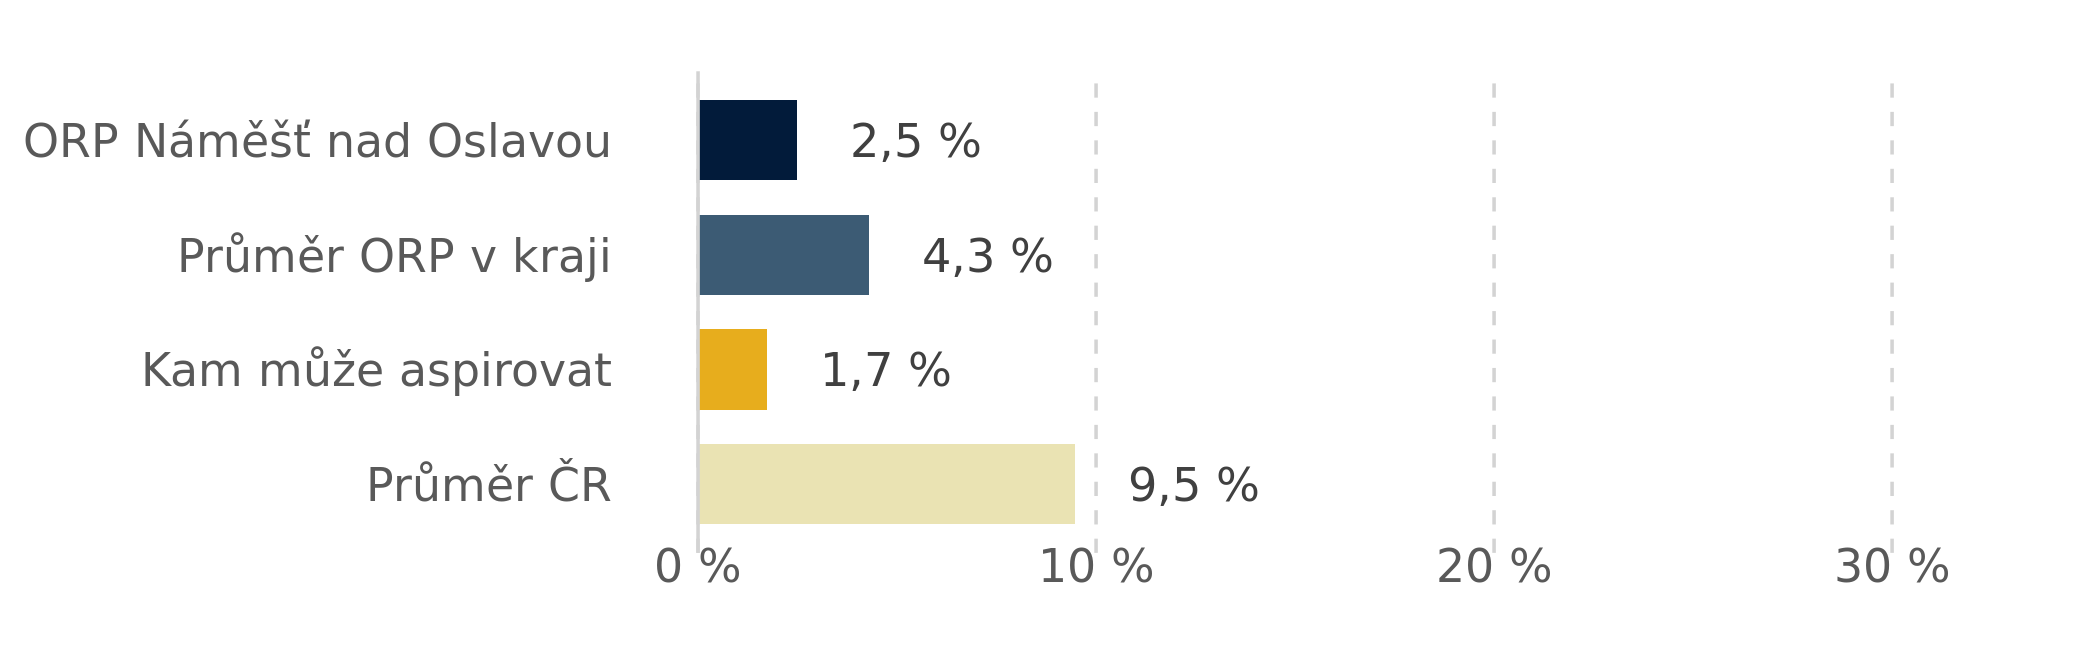 ORP Náměšť nad Oslavou 2,5 %
Průměr ORP v kraji 4,3 %
Kam může aspirovat 1,7 %
Průměr ČR 9,5 %
0 % 10 % 20 % 30 %